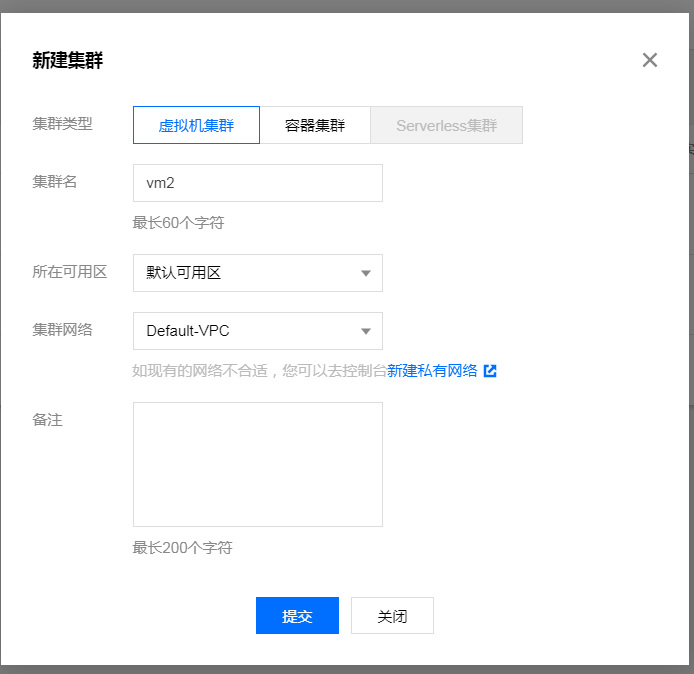 新建集群
集群类型 虚拟机集群 容器集群 Serverless集群
集群名 vm2
最长60个字符
所在可用区 默认可用区
集群网络 Default-VPC
如现有的网络不合适，您可以去控制台新建私有网络
备注
最长200个字符
提交 关闭